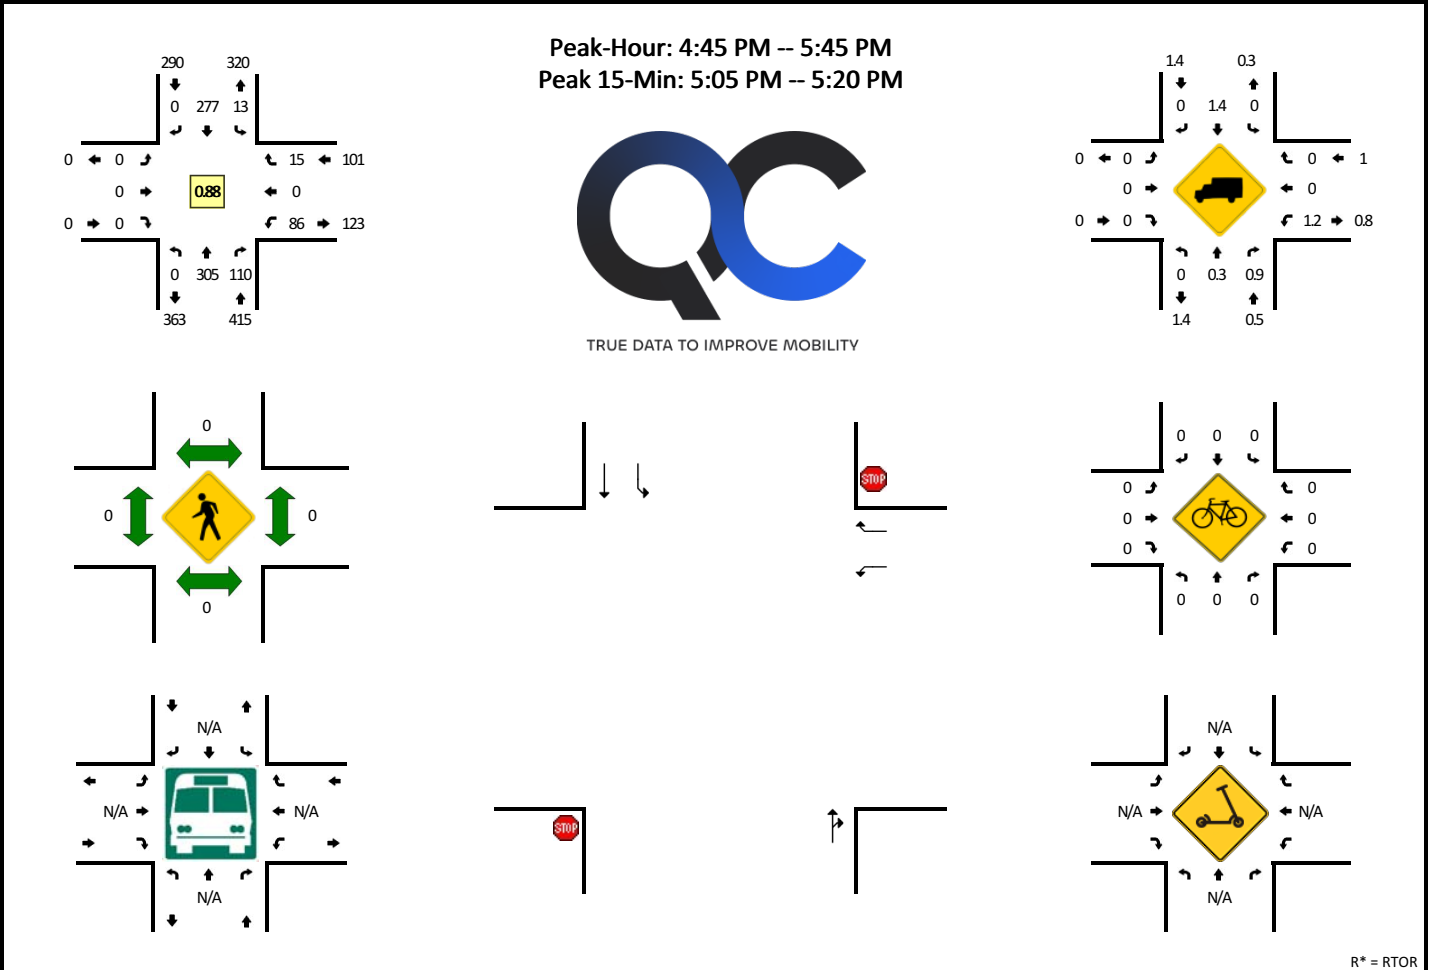 Peak-Hour: 4:45 PM -- 5:45 PM
Peak 15-Min: 5:05 PM -- 5:20 PM
290 320
0 277 13
0 0 15 101
0 0.88 0
0 0 86 123
0 305 110
363 415
QC
TRUE DATA TO IMPROVE MOBILITY
1.4 0.3
0 1.4 0
0 0 0 1
0 0
0 0 1.2 0.8
0 0.3 0.9
1.4 0.5
0
0 0
0
STOP
STOP
0 0 0
0 0
0 0
0 0
0 0 0
N/A
N/A N/A
N/A
N/A
N/A N/A
N/A
R* = RTOR